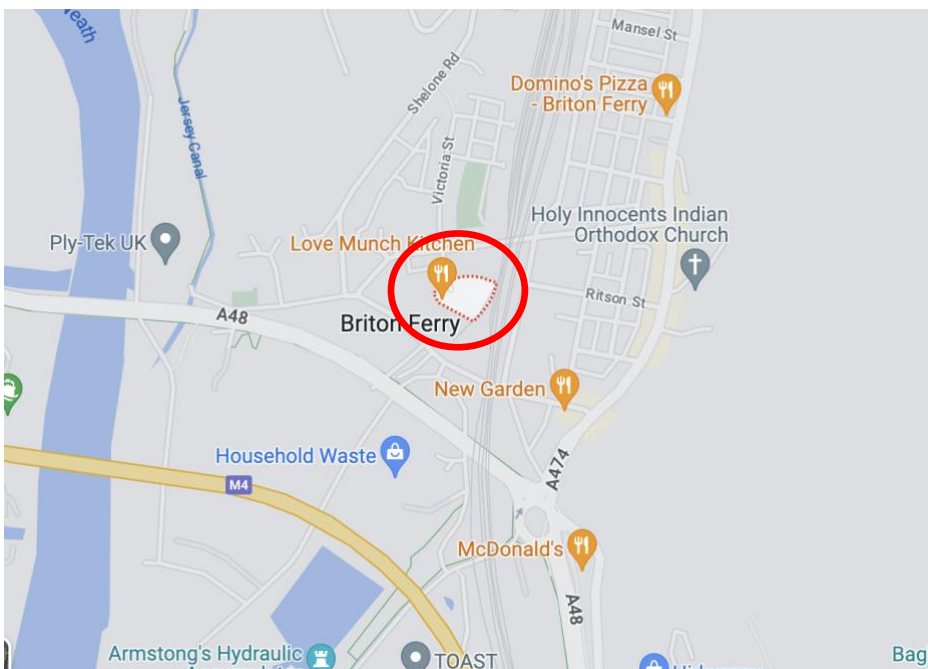 Neath
Mansel St
Shelone Rd
Domino's Pizza
- Briton Ferry
Jersey Canal
Victoria St
Holy Innocents Indian
Orthodox Church
Ply-Tek UK
Love Munch Kitchen
Ritson St
A48
Briton Ferry
New Garden
Household Waste
A474
M4
McDonald's
A48
Armstong's Hydraulic
TOAST
Bag